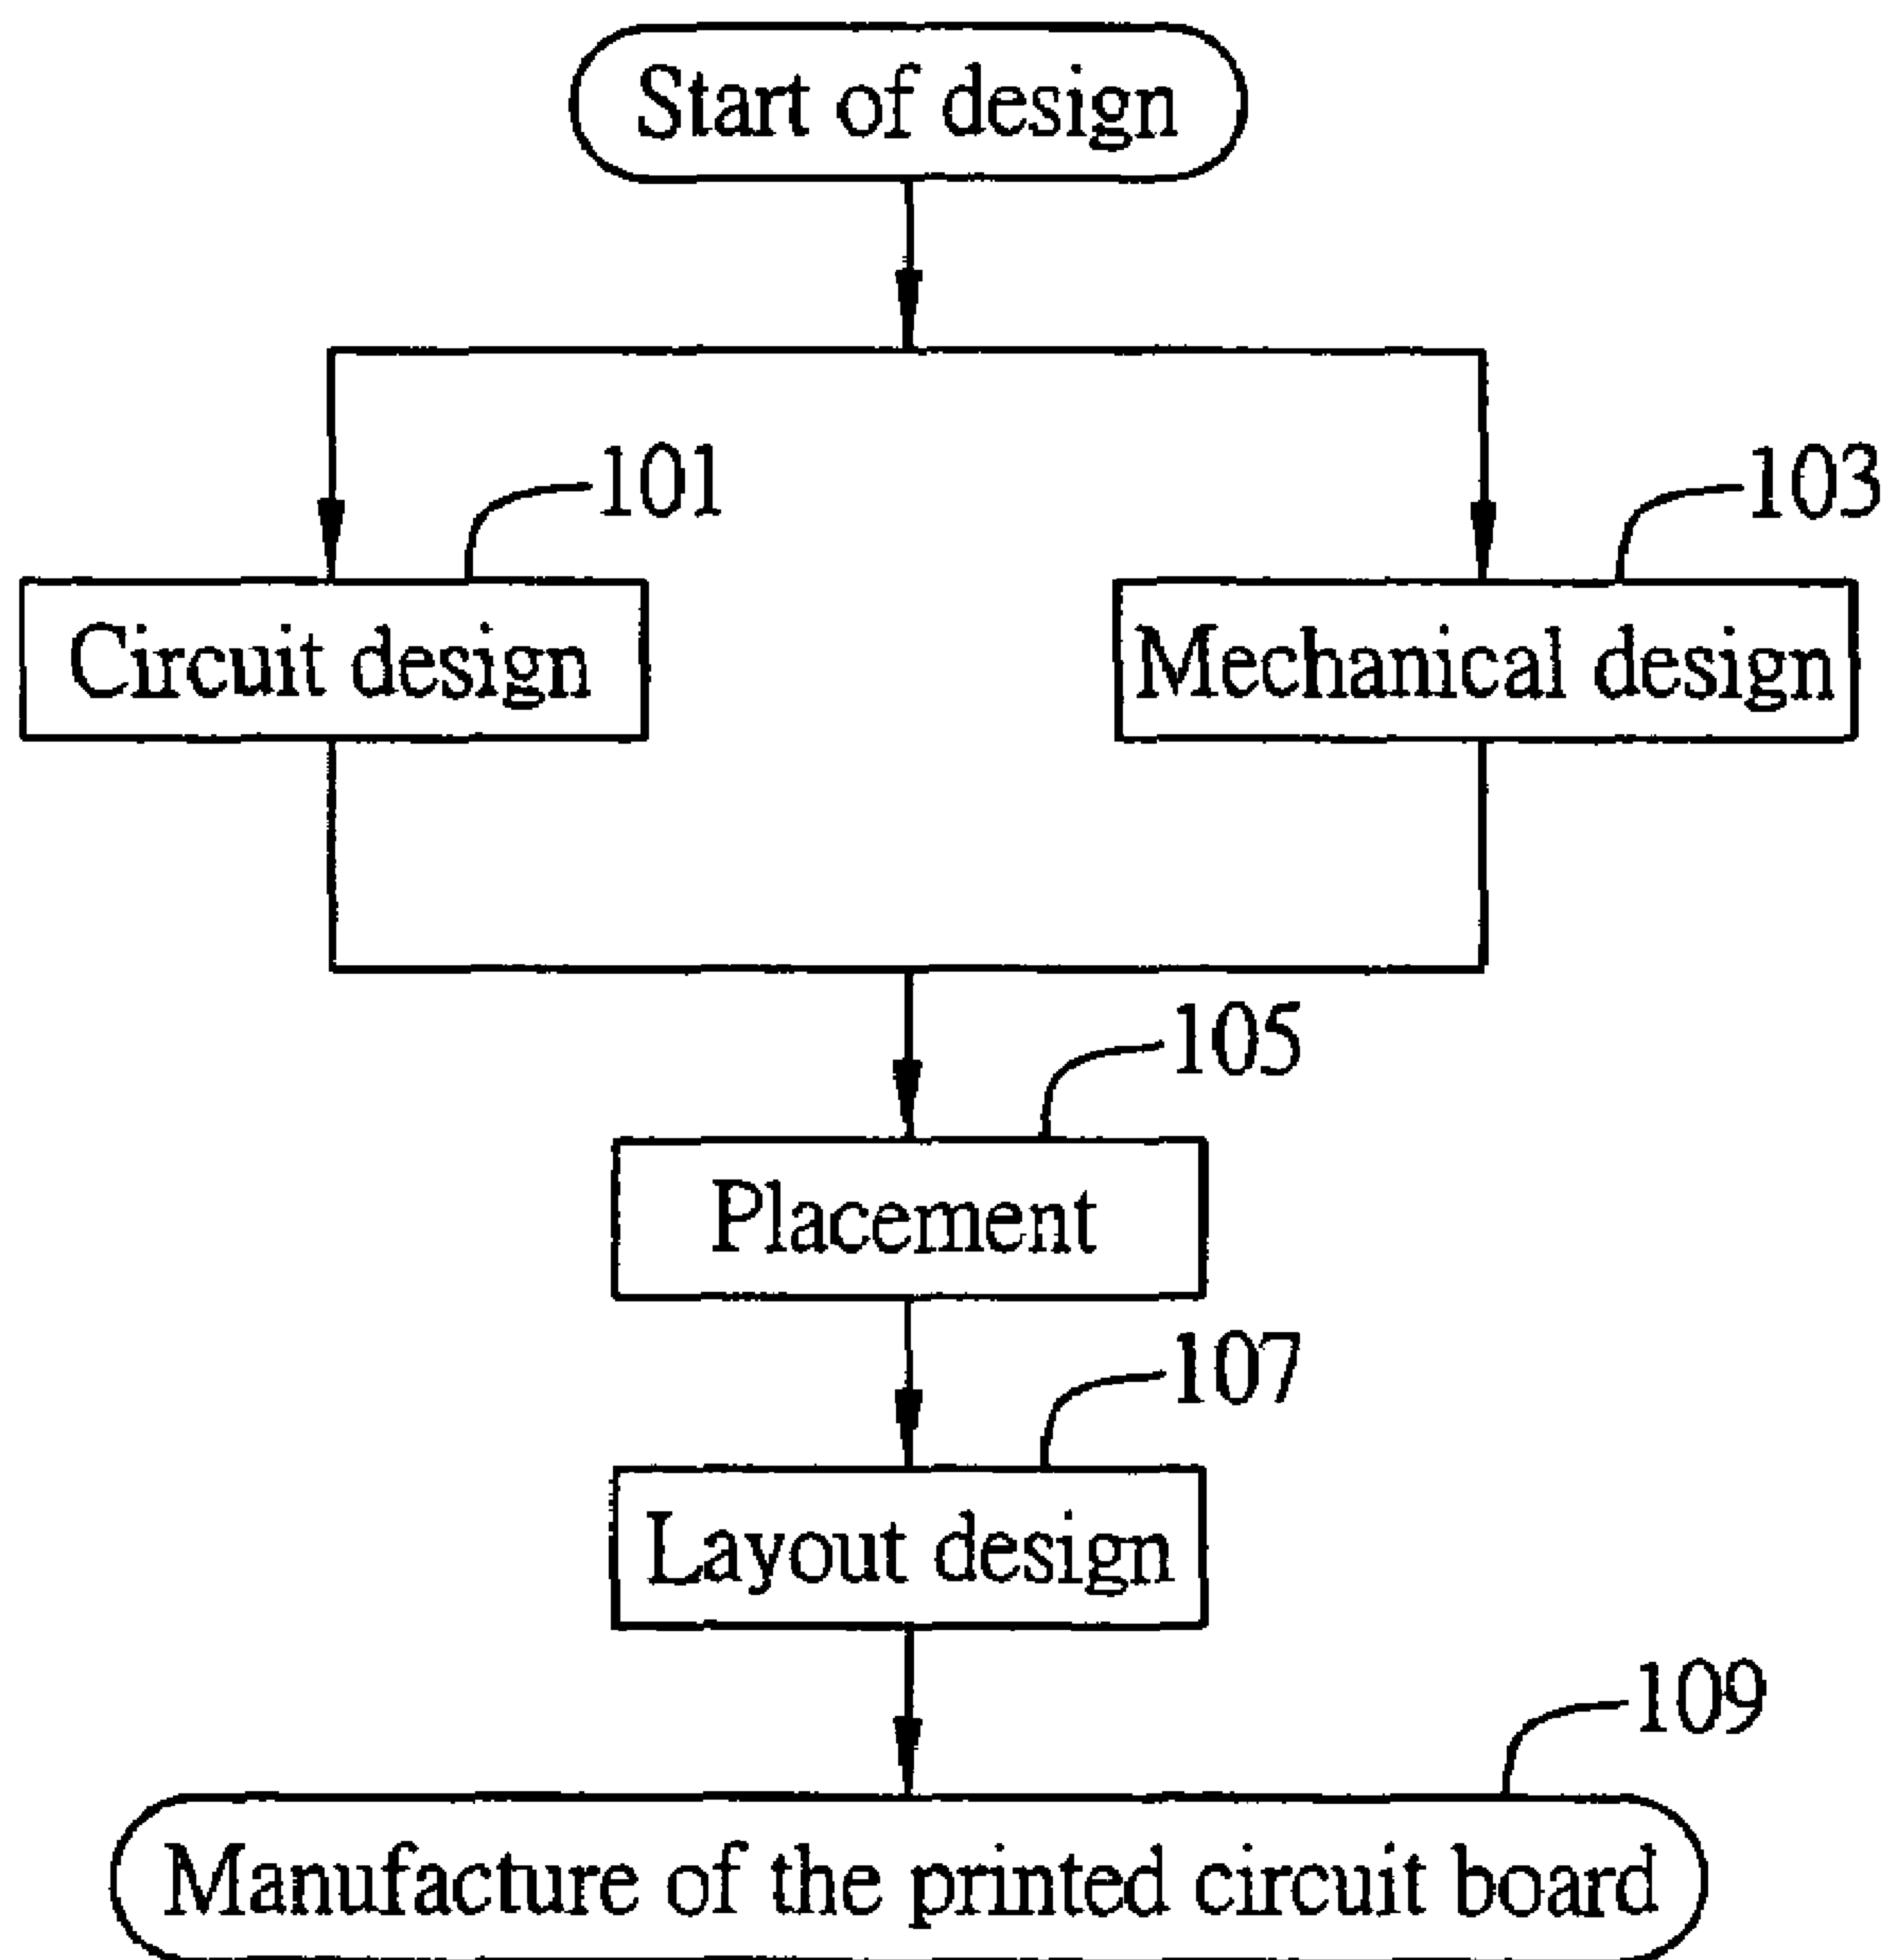 Start of design
101
103
Circuit design
Mechanical design
105
Placement
107
Layout design
109
Manufacture of the printed circuit board